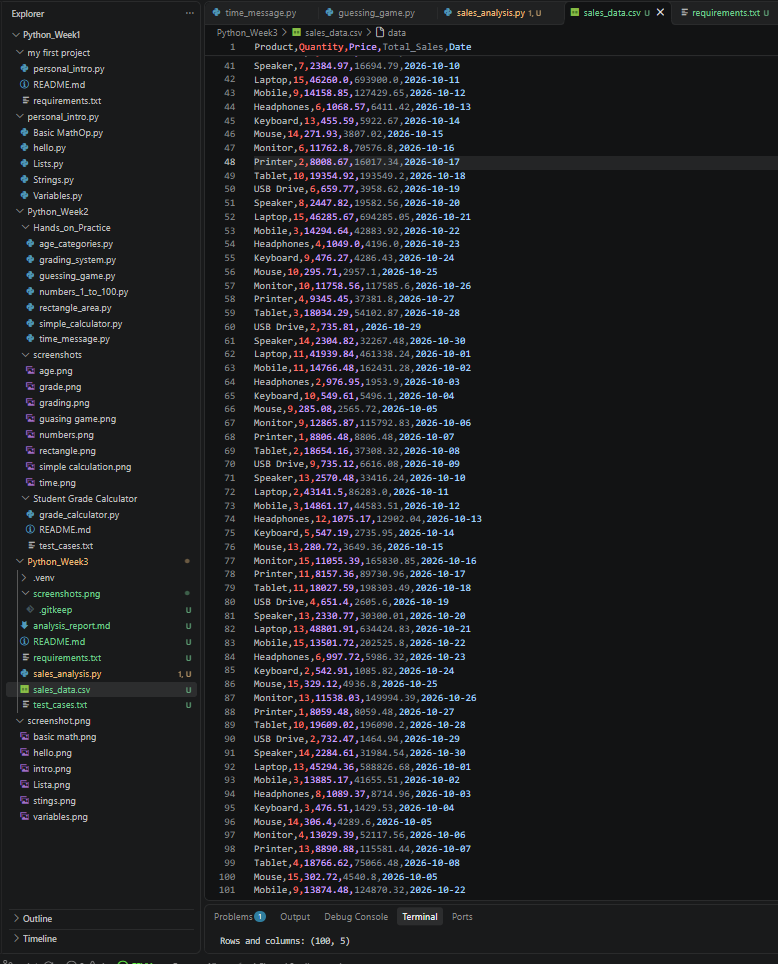 Explorer
Python_Week1
my first project
personal_intro.py
README.md
requirements.txt
personal_intro.py
Basic MathOp.py
hello.py
Lists.py
Strings.py
Variables.py
Python_Week2
Hands_on_Practice
age_categories.py
grading_system.py
guessing_game.py
numbers_1_to_100.py
rectangle_area.py
simple_calculator.py
time_message.py
screenshots
age.png
grade.png
grading.png
guasing game.png
numbers.png
rectangle.png
simple calculation.png
time.png
Student Grade Calculator
grade_calculator.py
README.md
test_cases.txt
Python_Week3
.venv
screenshots.png
.gitkeep U
analysis_report.md U
README.md U
requirements.txt U
sales_analysis.py 1, U
sales_data.csv U
test_cases.txt U
screenshot.png
basic math.png
hello.png
intro.png
Lista.png
stings.png
variables.png
Outline
Timeline
time_message.py guessing_game.py sales_analysis.py 1, U sales_data.csv U requirements.txt U
Python_Week3 > sales_data.csv > data
1 Product,Quantity,Price,Total_Sales,Date
41 Speaker,7,2384.97,16694.79,2026-10-10
42 Laptop,15,46260.0,693900.0,2026-10-11
43 Mobile,9,14158.85,127429.65,2026-10-12
44 Headphones,6,1068.57,6411.42,2026-10-13
45 Keyboard,13,455.59,5922.67,2026-10-14
46 Mouse,14,271.93,3807.02,2026-10-15
47 Monitor,6,11762.8,70576.8,2026-10-16
48 Printer,2,8008.67,16017.34,2026-10-17
49 Tablet,10,19354.92,193549.2,2026-10-18
50 USB Drive,6,659.77,3958.62,2026-10-19
51 Speaker,8,2447.82,19582.56,2026-10-20
52 Laptop,15,46285.67,694285.05,2026-10-21
53 Mobile,3,14294.64,42883.92,2026-10-22
54 Headphones,4,1049.0,4196.0,2026-10-23
55 Keyboard,9,476.27,4286.43,2026-10-24
56 Mouse,10,295.71,2957.1,2026-10-25
57 Monitor,10,11758.56,117585.6,2026-10-26
58 Printer,4,9345.45,37381.8,2026-10-27
59 Tablet,3,18034.29,54102.87,2026-10-28
60 USB Drive,2,735.81,,2026-10-29
61 Speaker,14,2304.82,32267.48,2026-10-30
62 Laptop,11,41939.84,461338.24,2026-10-01
63 Mobile,11,14766.48,162431.28,2026-10-02
64 Headphones,2,976.95,1953.9,2026-10-03
65 Keyboard,10,549.61,5496.1,2026-10-04
66 Mouse,9,285.08,2565.72,2026-10-05
67 Monitor,9,12865.87,115792.83,2026-10-06
68 Printer,1,8806.48,8806.48,2026-10-07
69 Tablet,2,18654.16,37308.32,2026-10-08
70 USB Drive,9,735.12,6616.08,2026-10-09
71 Speaker,13,2570.48,33416.24,2026-10-10
72 Laptop,2,43141.5,86283.0,2026-10-11
73 Mobile,3,14861.17,44583.51,2026-10-12
74 Headphones,12,1075.17,12902.04,2026-10-13
75 Keyboard,5,547.19,2735.95,2026-10-14
76 Mouse,13,280.72,3649.36,2026-10-15
77 Monitor,15,11055.39,165830.85,2026-10-16
78 Printer,11,8157.36,89730.96,2026-10-17
79 Tablet,11,18027.59,198303.49,2026-10-18
80 USB Drive,4,651.4,2605.6,2026-10-19
81 Speaker,13,2330.77,30300.01,2026-10-20
82 Laptop,13,48801.91,634424.83,2026-10-21
83 Mobile,15,13501.72,202525.8,2026-10-22
84 Headphones,6,997.72,5986.32,2026-10-23
85 Keyboard,2,542.91,1085.82,2026-10-24
86 Mouse,15,329.12,4936.8,2026-10-25
87 Monitor,13,11538.03,149994.39,2026-10-26
88 Printer,1,8059.48,8059.48,2026-10-27
89 Tablet,10,19609.02,196090.2,2026-10-28
90 USB Drive,2,732.47,1464.94,2026-10-29
91 Speaker,14,2284.61,31984.54,2026-10-30
92 Laptop,13,45294.36,588826.68,2026-10-01
93 Mobile,3,13885.17,41655.51,2026-10-02
94 Headphones,8,1089.37,8714.96,2026-10-03
95 Keyboard,3,476.51,1429.53,2026-10-04
96 Mouse,14,306.4,4289.6,2026-10-05
97 Monitor,4,13029.39,52117.56,2026-10-06
98 Printer,13,8890.88,115581.44,2026-10-07
99 Tablet,4,18766.62,75066.48,2026-10-08
100 Mouse,15,302.72,4540.8,2026-10-05
101 Mobile,9,13874.48,124870.32,2026-10-22
Problems 1 Output Debug Console Terminal Ports
Rows and columns: (100, 5)